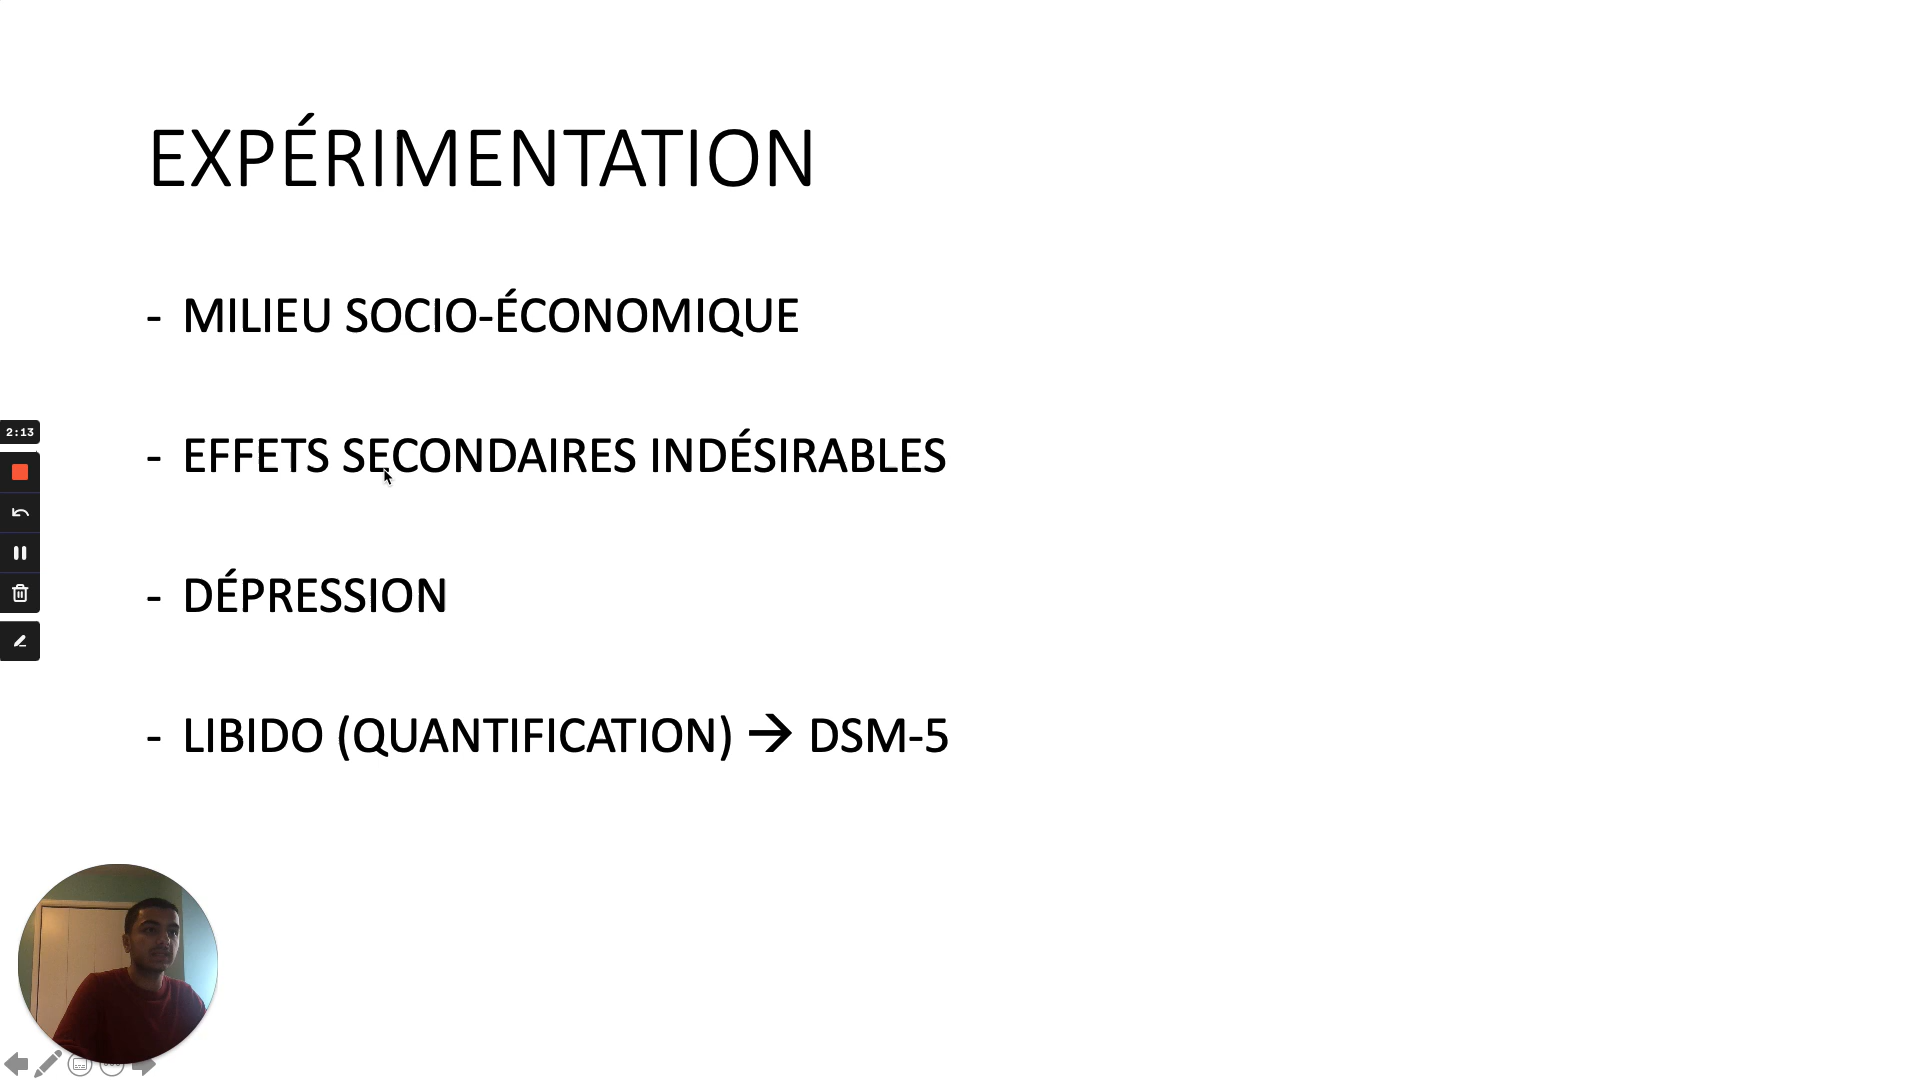 EXPÉRIMENTATION
- MILIEU SOCIO-ÉCONOMIQUE
- EFFETS SECONDAIRES INDÉSIRABLES
- DÉPRESSION
- LIBIDO (QUANTIFICATION) → DSM-5
2:13